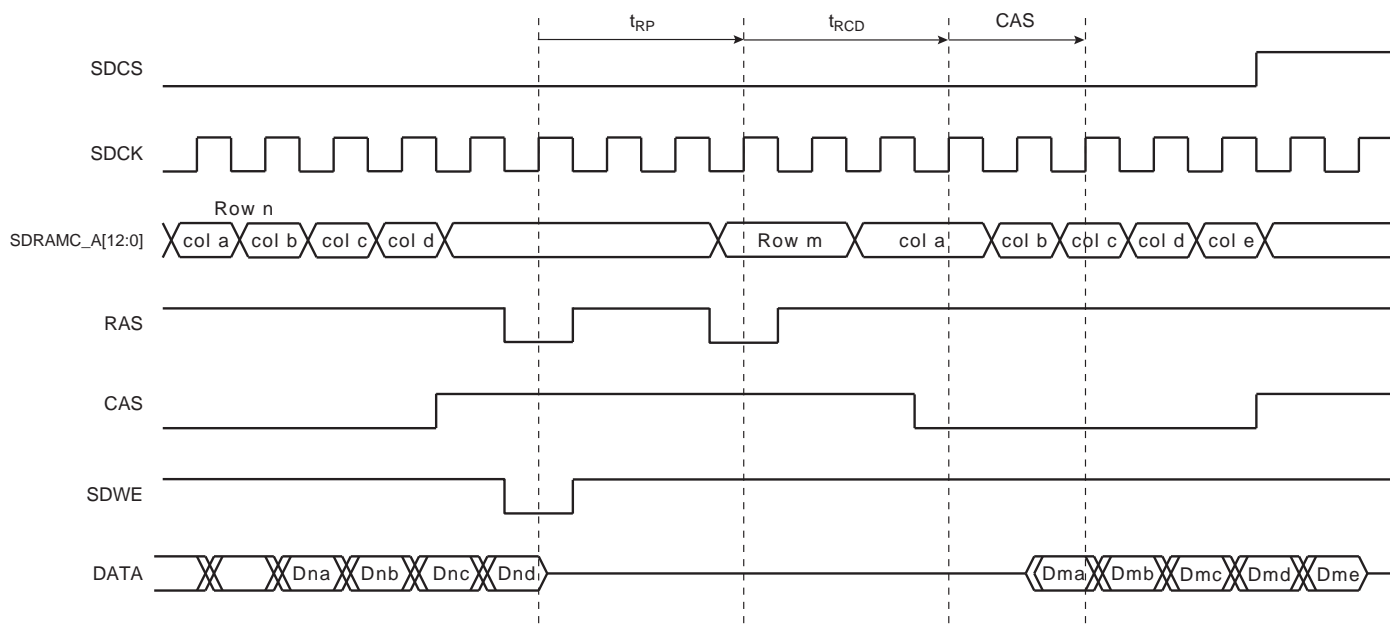 tRP tRCD CAS
SDCS
SDCK
Row n
SDRAMC_A[12:0] col a col b col c col d Row m col a col b col c col d col e
RAS
CAS
SDWE
DATA Dna Dnb Dnc Dnd Dma Dmb Dmc Dmd Dme